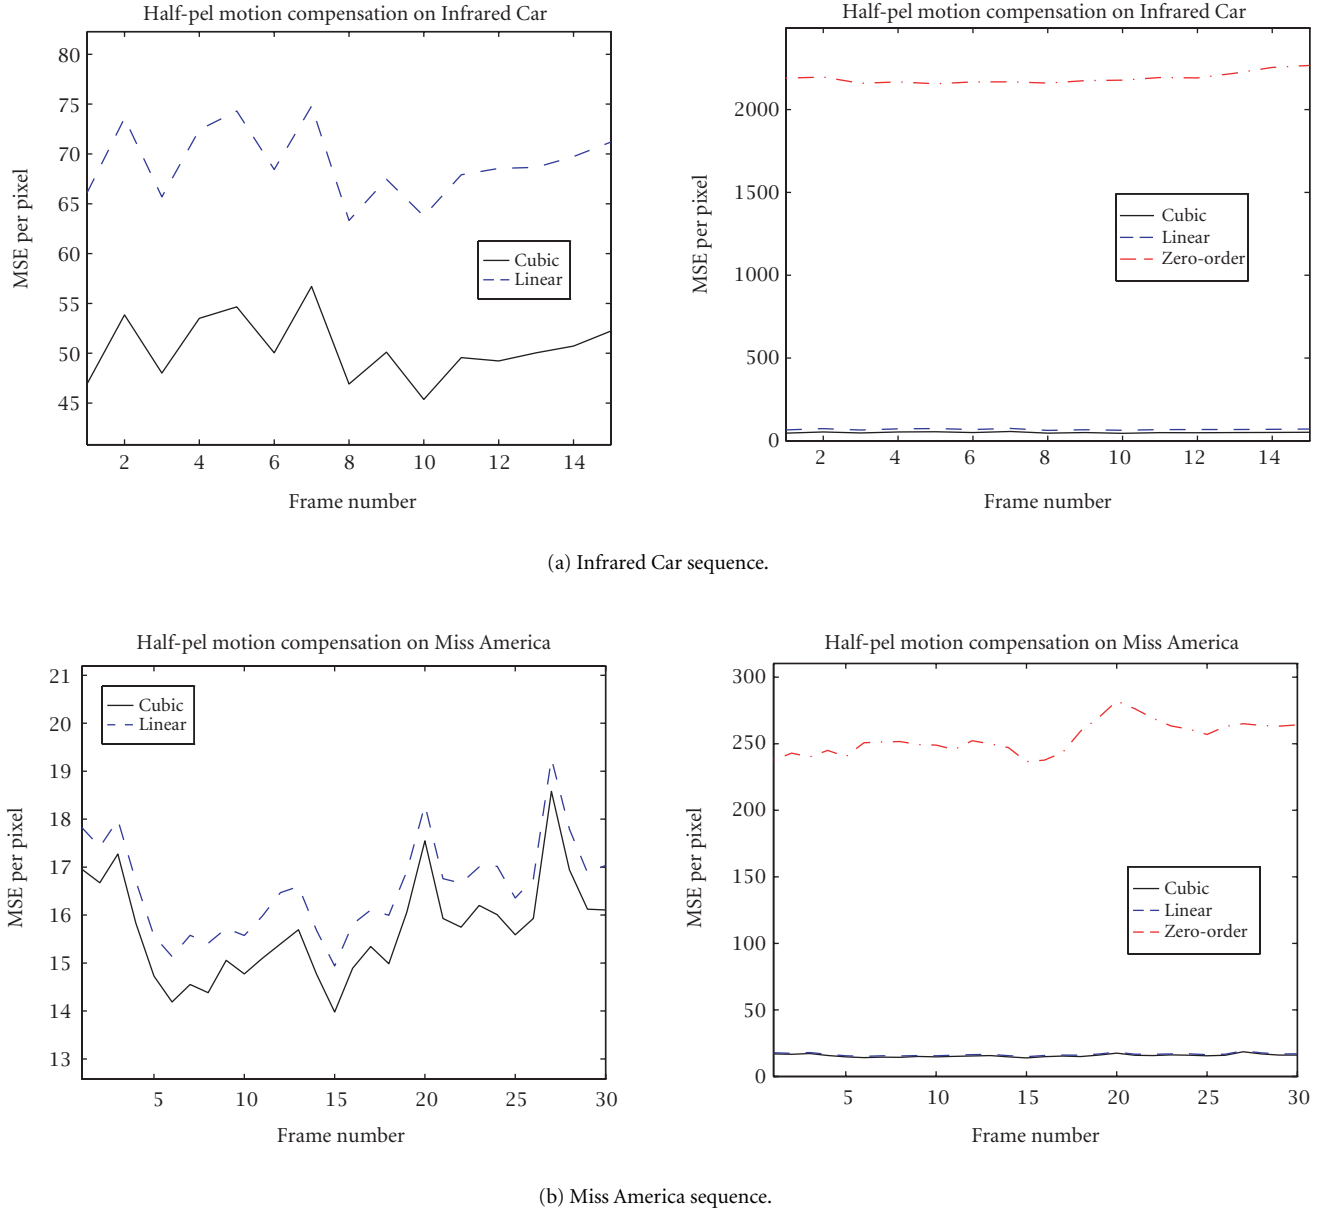 Half-pel motion compensation on Infrared Car
80
75
70
65
60
55
50
45
MSE per pixel
Cubic
Linear
2 4 6 8 10 12 14
Frame number
Half-pel motion compensation on Infrared Car
2000
1500
1000
500
0
MSE per pixel
Cubic
Linear
Zero-order
2 4 6 8 10 12 14
Frame number
(a) Infrared Car sequence.
Half-pel motion compensation on Miss America
21
20
19
18
17
16
15
14
13
MSE per pixel
Cubic
Linear
5 10 15 20 25 30
Frame number
Half-pel motion compensation on Miss America
300
250
200
150
100
50
0
MSE per pixel
Cubic
Linear
Zero-order
5 10 15 20 25 30
Frame number
(b) Miss America sequence.